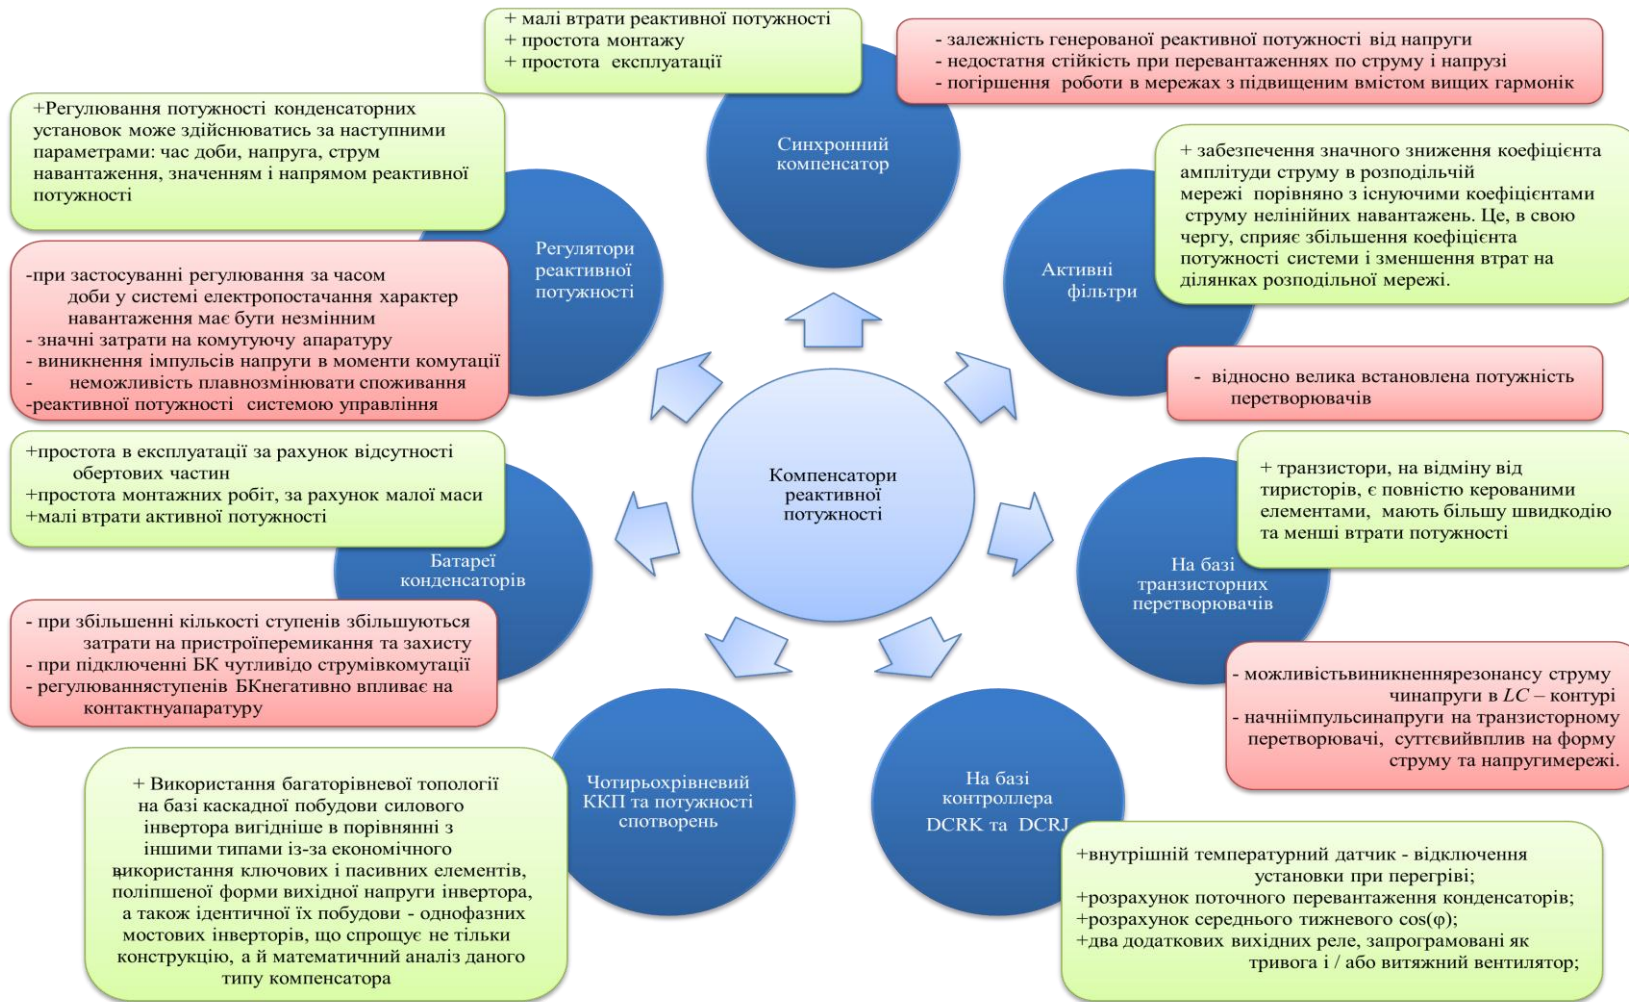 + малі втрати реактивної потужності
+ простота монтажу
+ простота експлуатації
- залежність генерованої реактивної потужності від напруги
- недостатня стійкість при перевантаженнях по струму і напрузі
- погіршення роботи в мережах з підвищеним вмістом вищих гармонік
Синхронний
компенсатор
+Регулювання потужності конденсаторних
установок може здійснюватись за наступними
параметрами: час доби, напруга, струм
навантаження, значенням і напрямом реактивної
потужності
Регулятори
реактивної
потужності
-при застосуванні регулювання за часом
доби у системі електропостачання характер
навантаження має бути незмінним
- значні затрати на комутуючу апаратуру
- виникнення імпульсів напруги в моменти комутації
- неможливість плавнозмінювати споживання
-реактивної потужності системою управління
+ забезпечення значного зниження коефіцієнта
амплітуди струму в розподільчій
мережі порівняно з існуючими коефіцієнтами
струму нелінійних навантажень. Це, в свою
чергу, сприяє збільшення коефіцієнта
потужності системи і зменшення втрат на
ділянках розподільної мережі.
Активні
фільтри
- відносно велика встановлена потужність
перетворювачів
Компенсатори
реактивної
потужності
+простота в експлуатації за рахунок відсутності
обертових частин
+простота монтажних робіт, за рахунок малої маси
+малі втрати активної потужності
Батареї
конденсаторів
- при збільшенні кількості ступенів збільшуються
затрати на пристроїперемикання та захисту
- при підключенні БК чутливідо струмівкомутації
- регулюванняступенів БКнегативно впливає на
контактнуапаратуру
+ транзистори, на відміну від
тиристорів, є повністю керованими
елементами, мають більшу швидкодію
та менші втрати потужності
На базі
транзисторних
перетворювачів
- можливістьвиникненнярезонансу струму
чинапруги в LC – контурі
- начніімпульсинапруги на транзисторному
перетворювачі, суттєвийвплив на форму
струму та напругимережі.
Чотирьохрівневий
ККП та потужності
спотворень
+ Використання багаторівневої топології
на базі каскадної побудови силового
інвертора вигідніше в порівнянні з
іншими типами із-за економічного
використання ключових і пасивних елементів,
поліпшеної форми вихідної напруги інвертора,
а також ідентичної їх побудови - однофазних
мостових інверторів, що спрощує не тільки
конструкцію, а й математичний аналіз даного
типу компенсатора
На базі
контроллера
DCRK та DCRJ
+внутрішній температурний датчик - відключення
установки при перегріві;
+розрахунок поточного перевантаження конденсаторів;
+розрахунок середнього тижневого cos(φ);
+два додаткових вихідних реле, запрограмовані як
тривога і / або витяжний вентилятор;